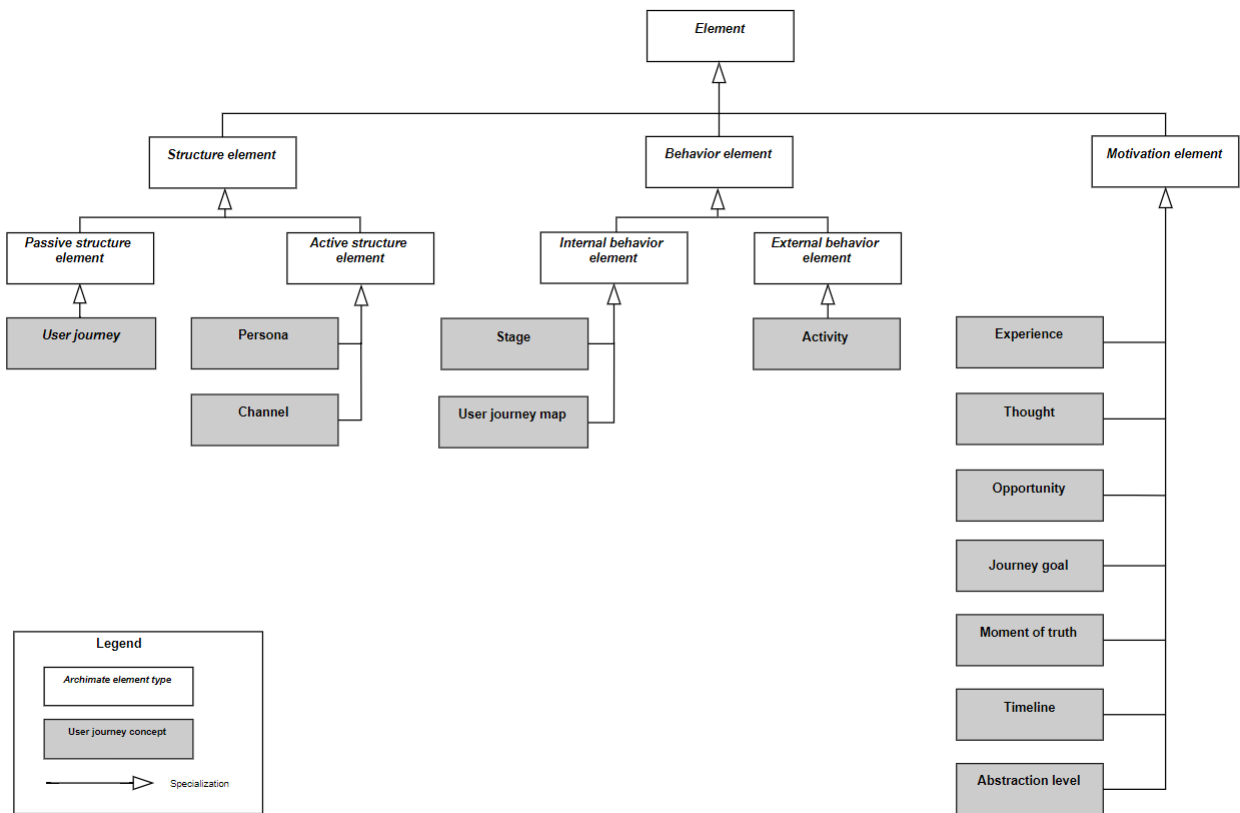 Element
Structure element
Behavior element
Motivation element
Passive structure
element
Active structure
element
Internal behavior
element
External behavior
element
User journey
Persona
Stage
Activity
Experience
Channel
User journey map
Thought
Opportunity
Journey goal
Moment of truth
Timeline
Abstraction level
Legend
Archimate element type
User journey concept
Specialization